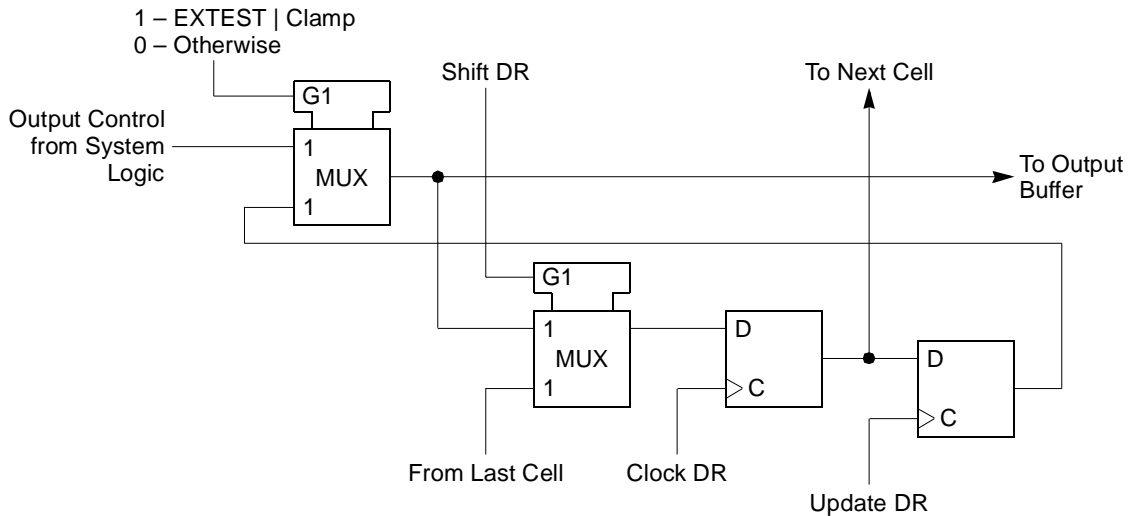 1 – EXTEST | Clamp
0 – Otherwise
Shift DR
To Next Cell
G1
Output Control
from System
Logic
1
MUX
1
To Output
Buffer
G1
1
MUX
1
D
C
D
C
From Last Cell
Clock DR
Update DR